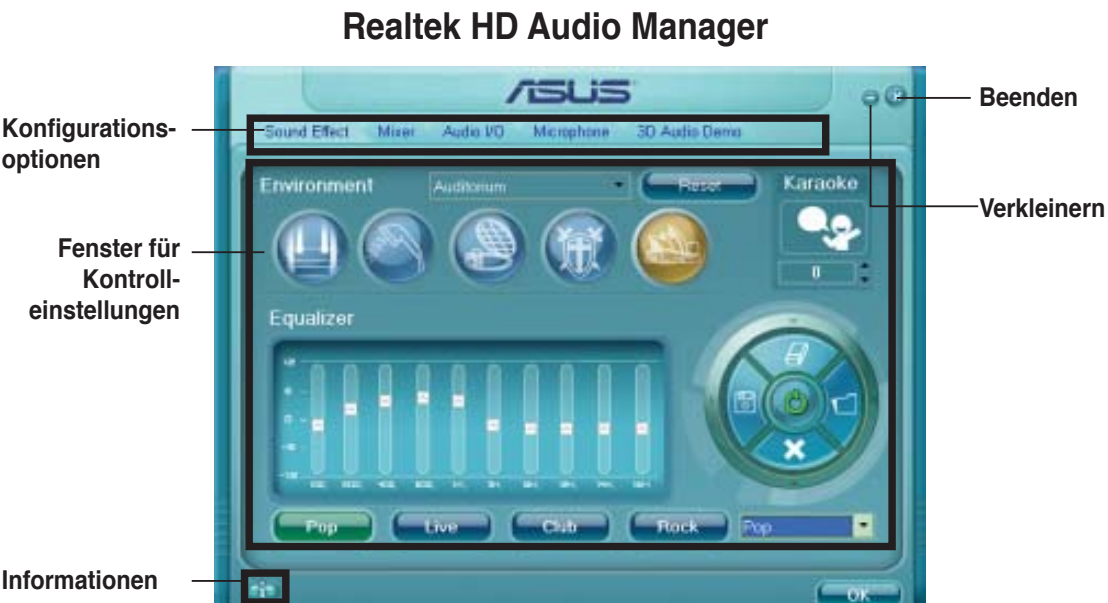 Realtek HD Audio Manager
ASUS
Beenden
Konfigurations-
optionen
Sound Effect Mixer Audio I/O Microphone 3D Audio Demo
Environment Auditorium Reset Karaoke
Verkleinern
Fenster für
Kontroll-
einstellungen
0
Equalizer
Pop Live Club Rock Pop
Informationen
OK